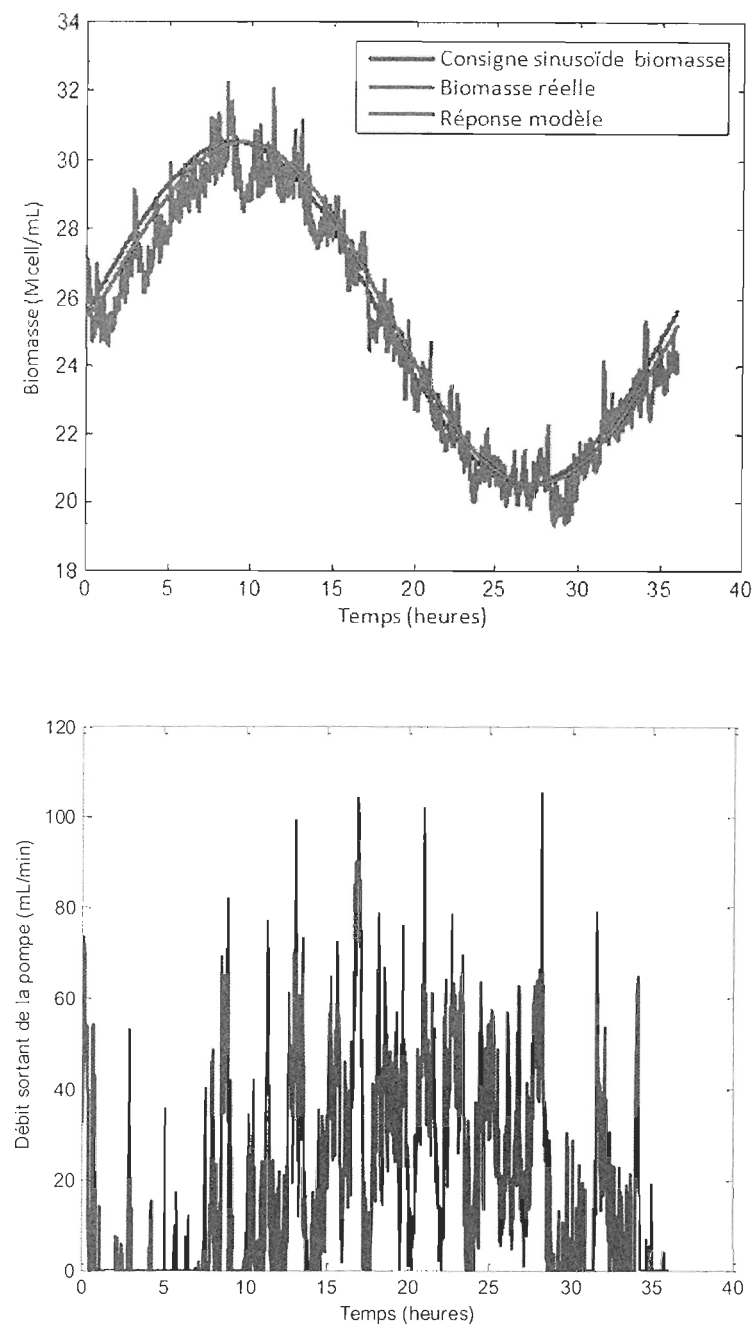 34
32
30
28
26
24
22
20
18
Biomasse (Mcell/mL)
Consigne sinusoïde biomasse
Biomasse réelle
Réponse modèle
0 5 10 15 20 25 30 35 40
Temps (heures)
120
100
80
60
40
20
0
Débit sortant de la pompe (mL/min)
0 5 10 15 20 25 30 35 40
Temps (heures)